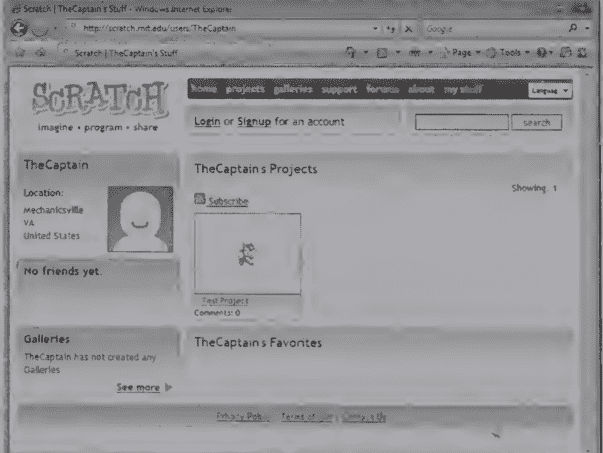 Scratch | TheCaptain's Stuff - Windows Internet Explorer
http://scratch.mit.edu/users/TheCaptain
Google
Scratch | TheCaptain's Stuff
Page
Tools
SCRATCH
imagine • program • share
home projects galleries support forums about my stuff
Language
Login or Signup for an account
search
TheCaptain
Location:
Mechanicsville
VA
United States
No friends yet.
Galleries
TheCaptain has not created any
Galleries
See more
TheCaptain's Projects
Showing 1
Subscribe
Test Project
Comments: 0
TheCaptain's Favorites
Privacy Policy Terms of Use Contact Us